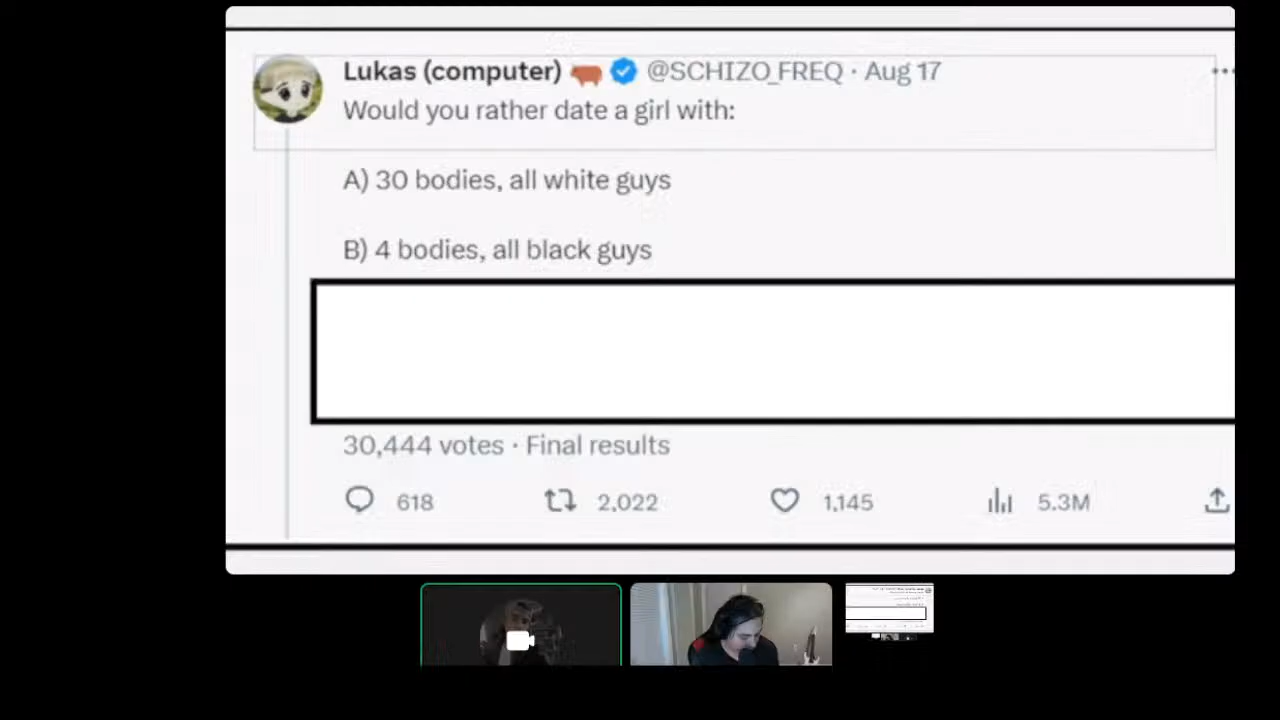 Lukas (computer) @SCHIZO_FREQ · Aug 17
Would you rather date a girl with:
A) 30 bodies, all white guys
B) 4 bodies, all black guys
30,444 votes · Final results
618 2,022 1,145 5.3M